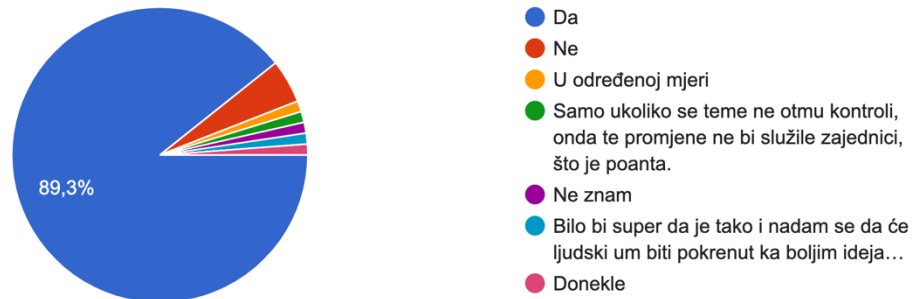 89,3%
Da
Ne
U određenoj mjeri
Samo ukoliko se teme ne otmu kontroli,
onda te promjene ne bi služile zajednici,
što je poanta.
Ne znam
Bilo bi super da je tako i nadam se da će
ljudski um biti pokrenut ka boljim ideja…
Donekle